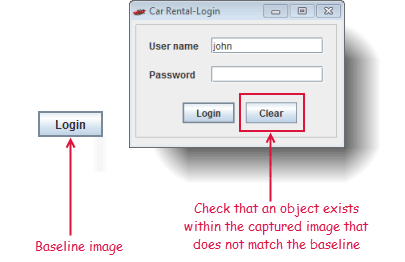 Car Rental-Login
User name
john
Password
Login
Clear
Login
Baseline image
Check that an object exists
within the captured image that
does not match the baseline